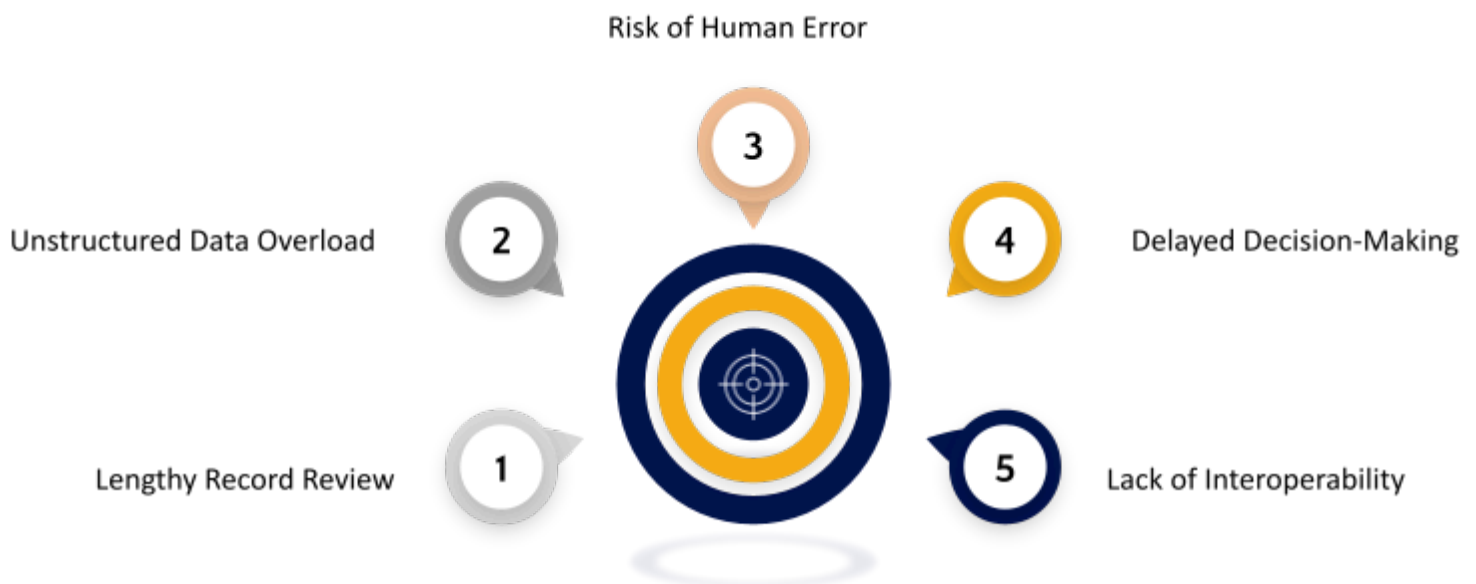 Risk of Human Error
3
2
Unstructured Data Overload
4
Delayed Decision-Making
1
Lengthy Record Review
5
Lack of Interoperability